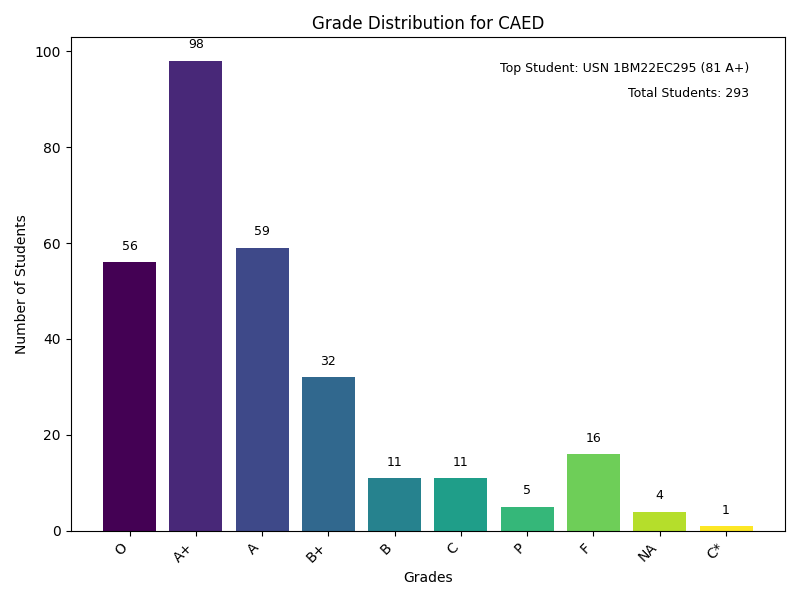 Grade Distribution for CAED
Top Student: USN 1BM22EC295 (81 A+)
Total Students: 293
Number of Students
100
80
60
40
20
0
56
98
59
32
11
11
5
16
4
1
O
A+
A
B+
B
C
P
F
NA
C*
Grades